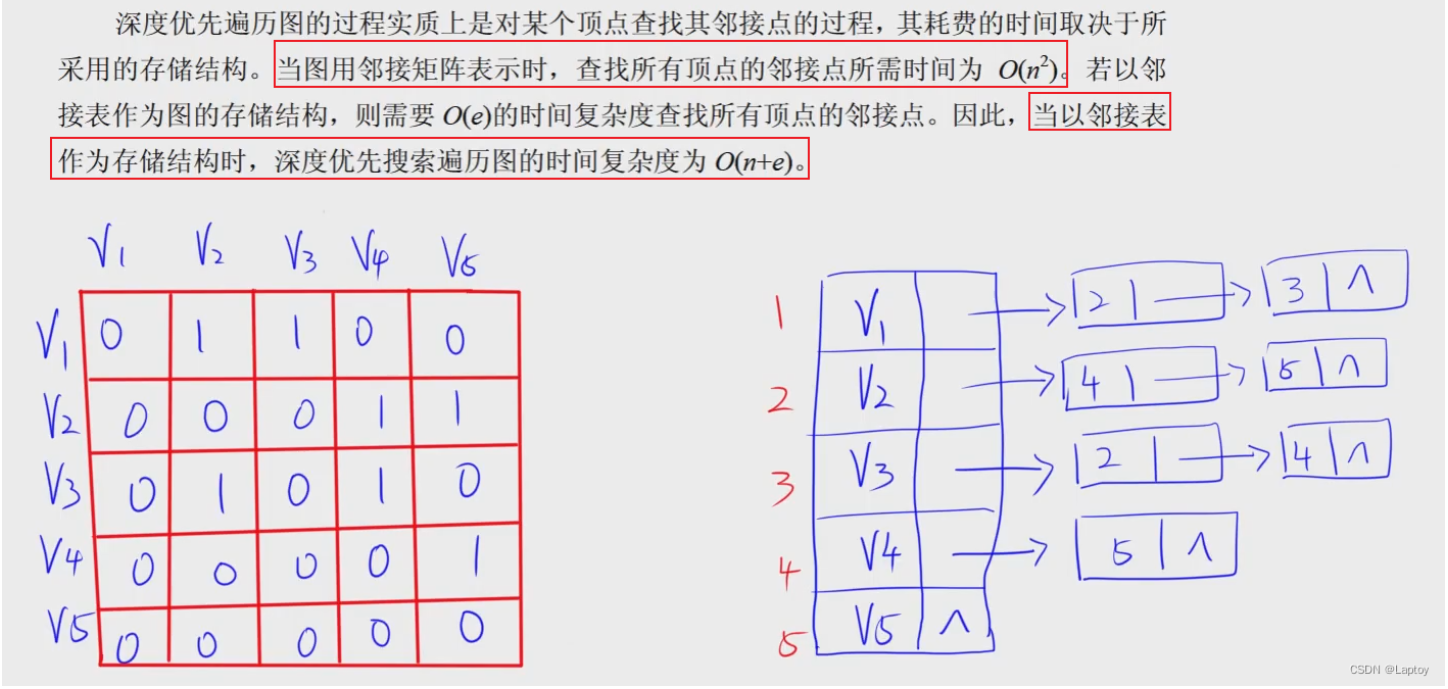 深度优先遍历图的过程实质上是对某个顶点查找其邻接点的过程，其耗费的时间取决于所
采用的存储结构。当图用邻接矩阵表示时，查找所有顶点的邻接点所需时间为 O(n²)。若以邻
接表作为图的存储结构，则需要 O(e)的时间复杂度查找所有顶点的邻接点。因此，当以邻接表
作为存储结构时，深度优先搜索遍历图的时间复杂度为 O(n+e)。
V1 V2 V3 V4 V5
V1 0 1 1 0 0
V2 0 0 0 1 1
V3 0 1 0 1 0
V4 0 0 0 0 1
V5 0 0 0 0 0
1 V1 2 3 ∧
2 V2 4 5 ∧
3 V3 2 4 ∧
4 V4 5 ∧
5 V5 ∧
CSDN @Laptoy